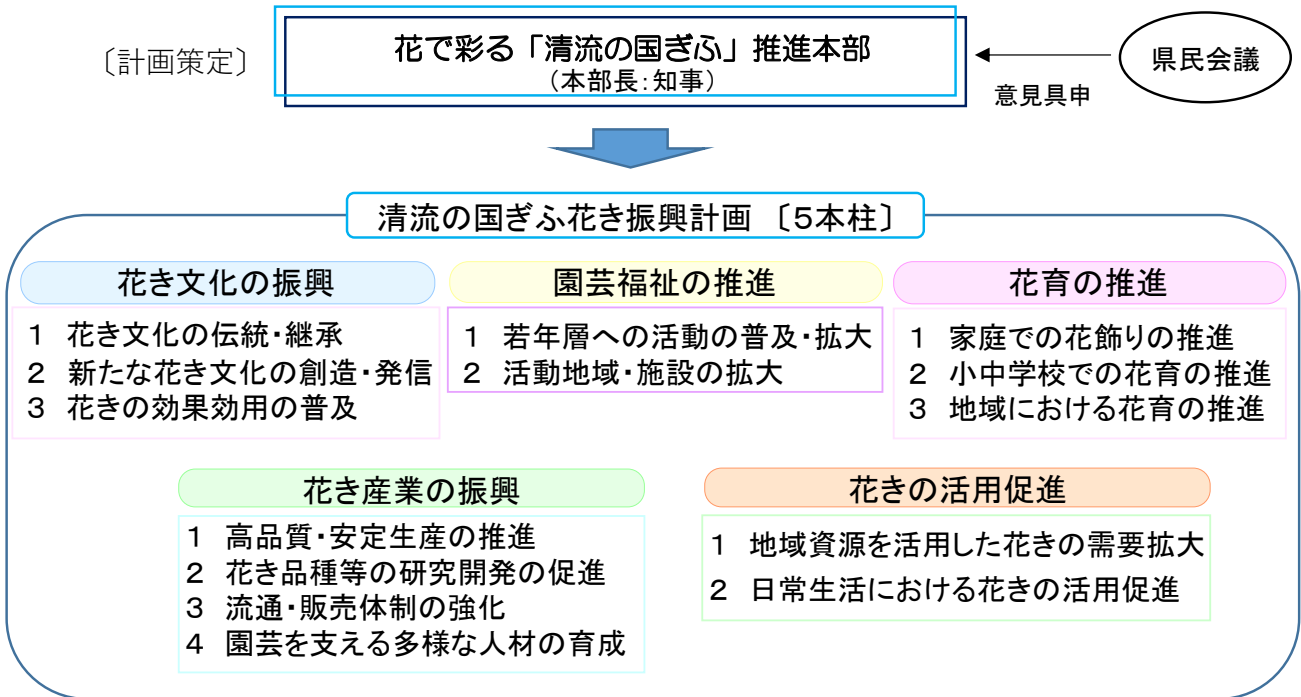 〔計画策定〕
花で彩る「清流の国ぎふ」推進本部
（本部長：知事）
県民会議
意見具申
清流の国ぎふ花き振興計画 〔５本柱〕
花き文化の振興
１ 花き文化の伝統・継承
２ 新たな花き文化の創造・発信
３ 花きの効果効用の普及
園芸福祉の推進
１ 若年層への活動の普及・拡大
２ 活動地域・施設の拡大
花育の推進
１ 家庭での花飾りの推進
２ 小中学校での花育の推進
３ 地域における花育の推進
花き産業の振興
１ 高品質・安定生産の推進
２ 花き品種等の研究開発の促進
３ 流通・販売体制の強化
４ 園芸を支える多様な人材の育成
花きの活用促進
１ 地域資源を活用した花きの需要拡大
２ 日常生活における花きの活用促進